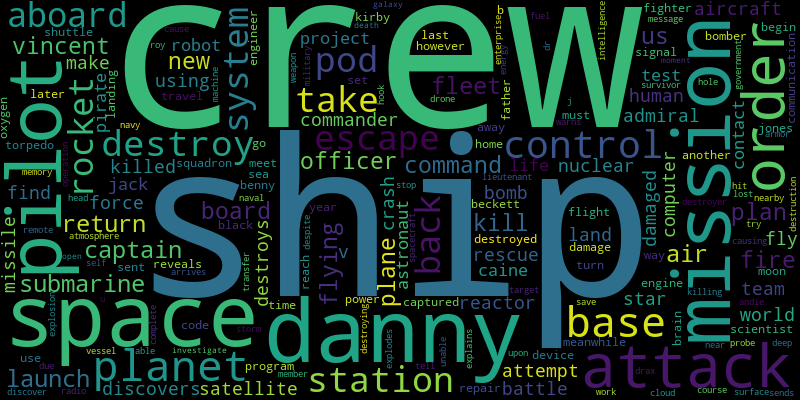 crew
ship
space
danny
mission
attack
pilot
order
aboard
vincent
make
robot
new
using
system
project
pod
take
commander
fleet
officer
escape
control
command
nuclear
admiral
human
us
test
signal
aircraft
fighter
bomber
begin
communication
government
jones
contact
another
plan
fly
fire
moon
team
world
scientist
computer
damaged
air
star
base
attempt
device
repair
battle
station
satellite
discovers
launch
planet
submarine
captain
return
force
find
missile
rocket
pirate
landing
destroy
killed
squadron
jack
board
benny
sea
meet
go
black
destroys
flying
year
plane
crash
astronaut
back
life
bomb
kill
beckett
caine
rescue
destroyed
reactor
land
flight
damage
turn
engine
power
captured
time
code
program
member
reveals
sent
oxygen
torpedo
later
memory
atmosphere
shuttle
cause
roy
travel
machine
navy
engineer
kirby
death
galaxy
message
fuel
intelligence
enterprise
energy
dr
moment
survivor
hole
weapon
military
set
hook
drone
last
however
father
away
home
must
j
b
lieutenant
stop
naval
despite
reach
v
spacecraft
target
transfer
storm
explosion
remote
open
self
arrives
head
operation
use
due
radio
discover
vessel
able
complete
investigate
u
explodes
destroying
tell
unable
explains
upon
meanwhile
save
work
cloud
drax
course
near
probe
deep
surface
sends
andie
killing
brain
way
causing
try
nearby
destruction
destroyer
hit
lost
armor
warns